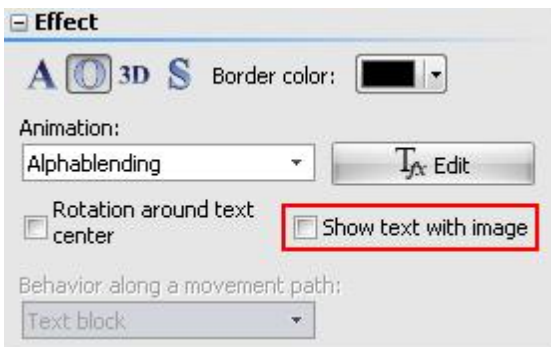 Effect
A O 3D S Border color:
Animation:
Alphablending Tfx Edit
Rotation around text
center
Show text with image
Behavior along a movement path:
Text block